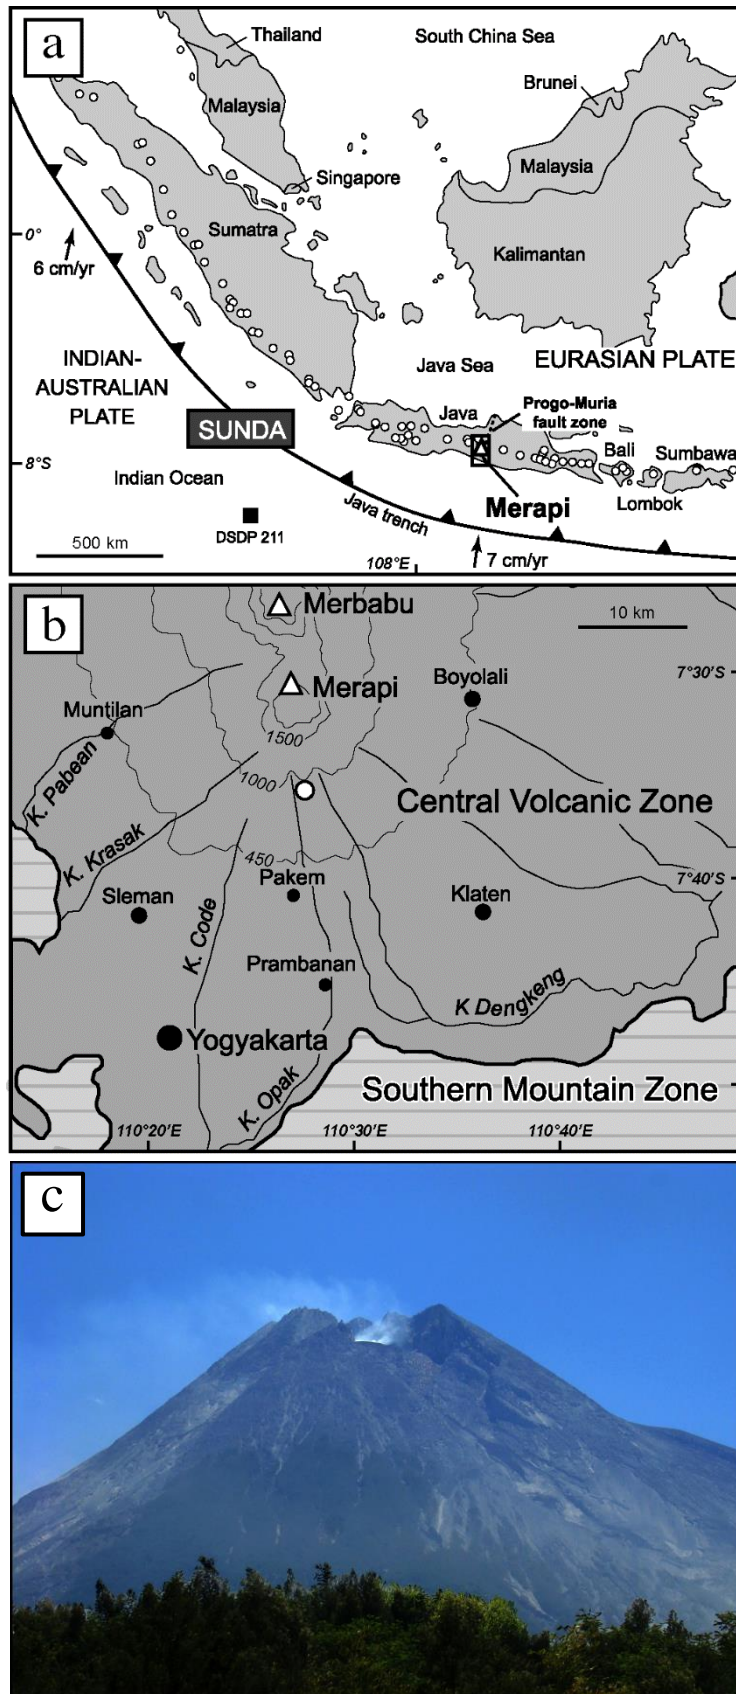 a
Thailand
South China Sea
Brunei
Malaysia
Malaysia
Singapore
Sumatra
Kalimantan
0°
6 cm/yr
INDIAN-
AUSTRALIAN
PLATE
Java Sea
EURASIAN PLATE
Java
Progo-Muria
fault zone
SUNDA
Bali
Sumbawa
8°S
Indian Ocean
Java trench
Merapi
Lombok
DSDP 211
500 km
108°E
7 cm/yr
b
Merbabu
10 km
Merapi
Boyolali
7°30'S
Muntilan
1500
K. Pabean
1000
Central Volcanic Zone
K. Krasak
450
7°40'S
Pakem
Sleman
Klaten
K. Code
Prambanan
K Dengkeng
Yogyakarta
K. Opak
Southern Mountain Zone
110°20'E
110°30'E
110°40'E
c